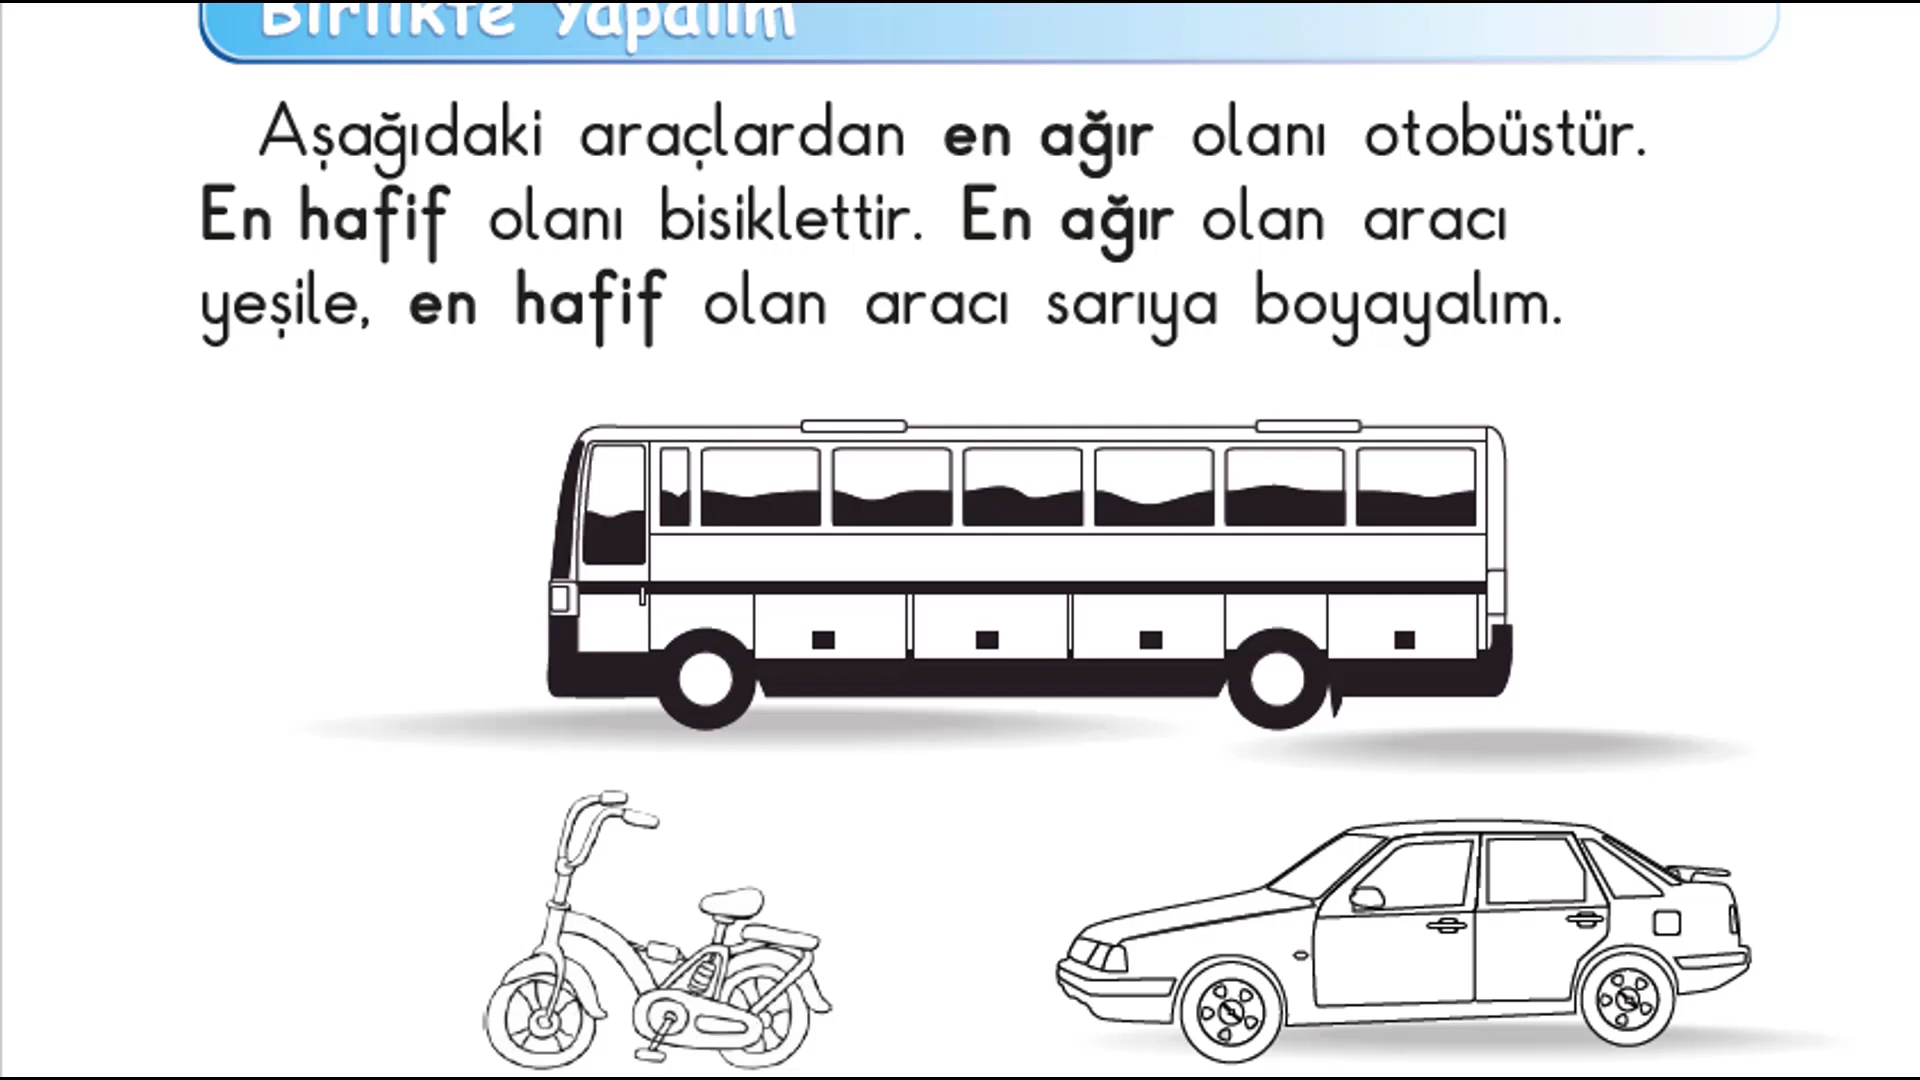 Birlikte Yapalım
Aşağıdaki araçlardan en ağır olanı otobüstür.
En hafif olanı bisiklettir. En ağır olan aracı
yeşile, en hafif olan aracı sarıya boyayalım.